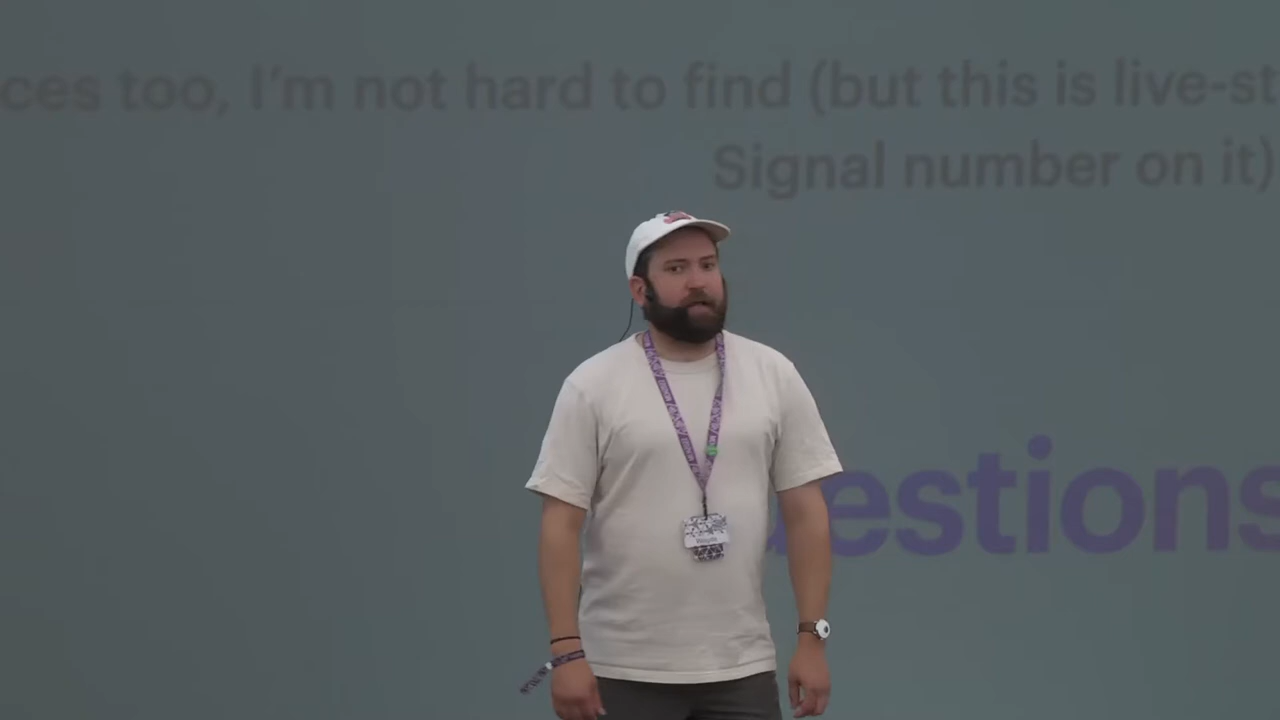 ces too, I'm not hard to find (but this is live-st
Signal number on it)
estions